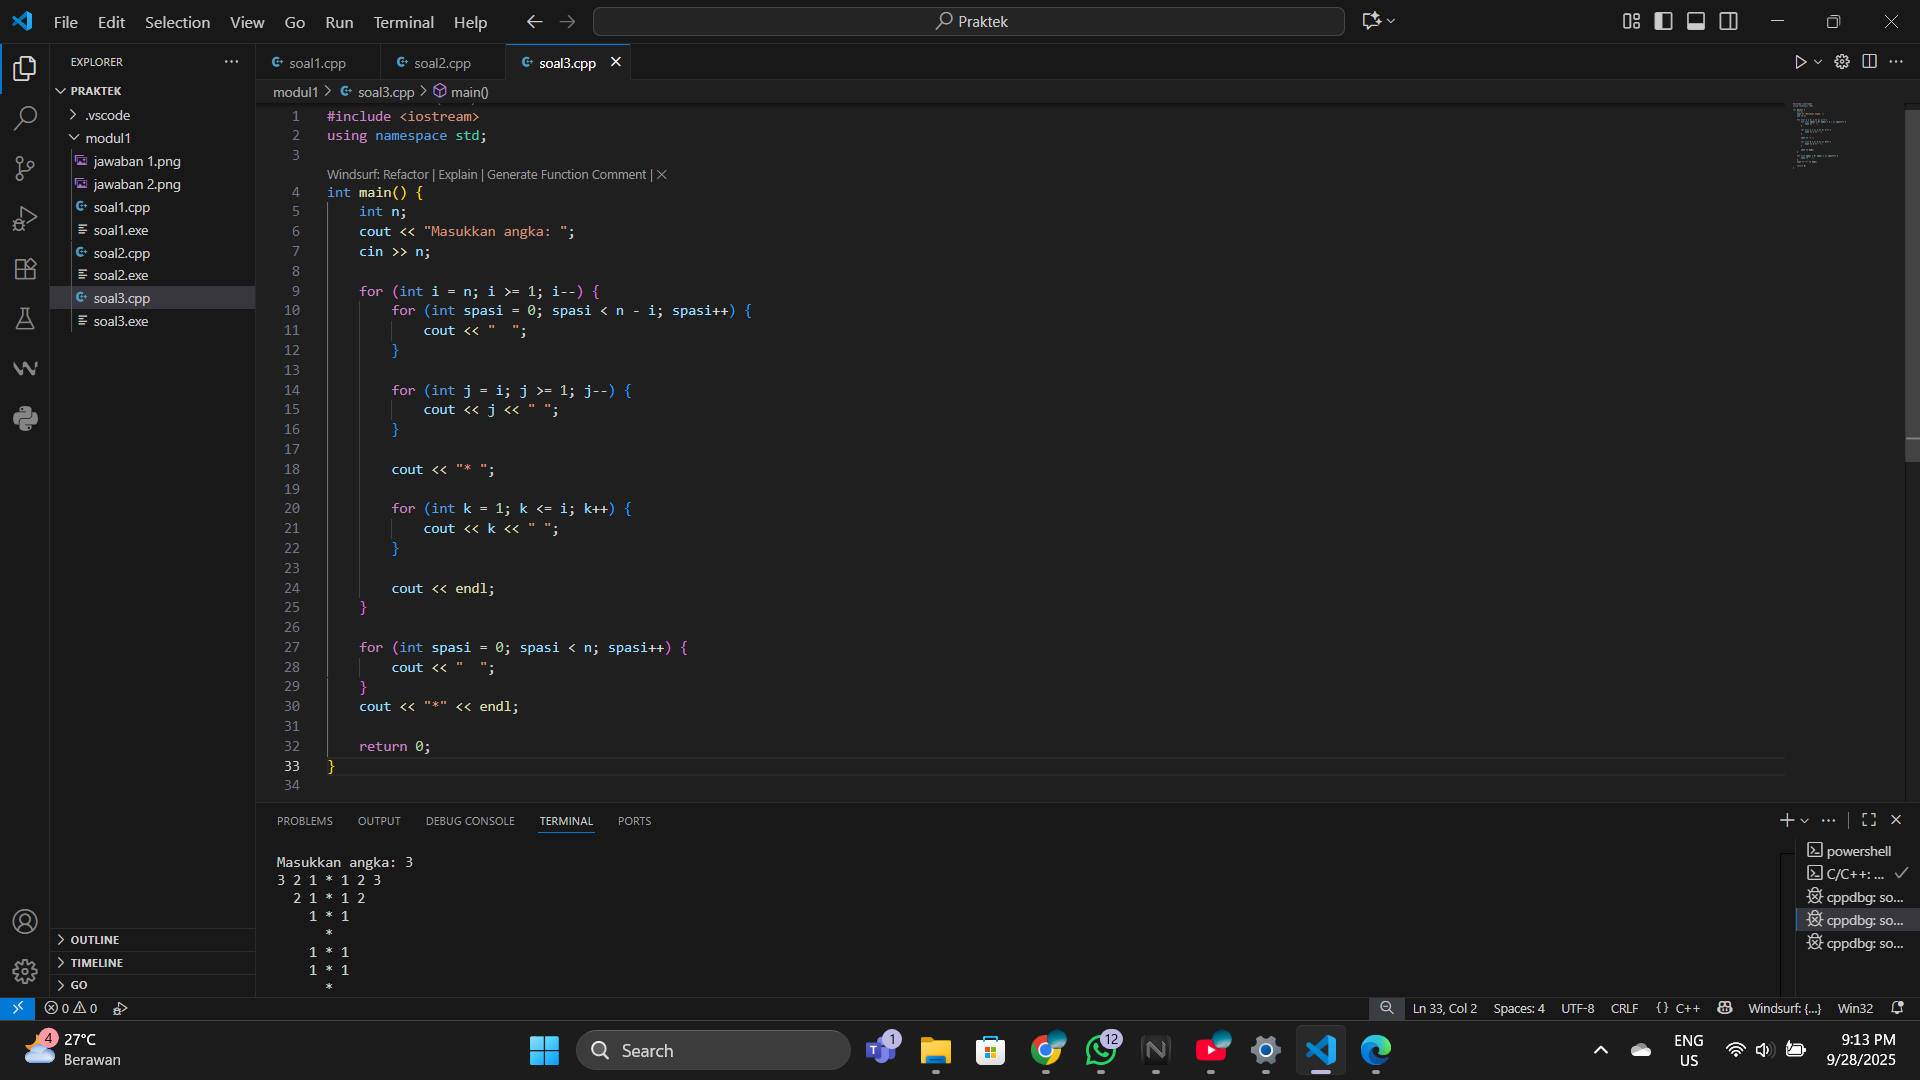 File Edit Selection View Go Run Terminal Help
Praktek
EXPLORER
PRAKTEK
.vscode
modul1
jawaban 1.png
jawaban 2.png
soal1.cpp
soal1.exe
soal2.cpp
soal2.exe
soal3.cpp
soal3.exe
OUTLINE
TIMELINE
GO
soal1.cpp soal2.cpp soal3.cpp
modul1 > soal3.cpp > main()
1 #include <iostream>
2 using namespace std;
3
Windsurf: Refactor | Explain | Generate Function Comment |
4 int main() {
5     int n;
6     cout << "Masukkan angka: ";
7     cin >> n;
8
9     for (int i = n; i >= 1; i--) {
10         for (int spasi = 0; spasi < n - i; spasi++) {
11             cout << "  ";
12         }
13
14         for (int j = i; j >= 1; j--) {
15             cout << j << " ";
16         }
17
18         cout << "* ";
19
20         for (int k = 1; k <= i; k++) {
21             cout << k << " ";
22         }
23
24         cout << endl;
25     }
26
27     for (int spasi = 0; spasi < n; spasi++) {
28         cout << "  ";
29     }
30     cout << "*" << endl;
31
32     return 0;
33 }
34
PROBLEMS OUTPUT DEBUG CONSOLE TERMINAL PORTS
Masukkan angka: 3
3 2 1 * 1 2 3
  2 1 * 1 2
    1 * 1
      *
    1 * 1
    1 * 1
      *
powershell
C/C++: ...
cppdbg: so...
cppdbg: so...
cppdbg: so...
0 0
Ln 33, Col 2 Spaces: 4 UTF-8 CRLF {} C++ Windsurf: {...} Win32
4
27°C
Berawan
Search
1
12
ENG
US
9:13 PM
9/28/2025